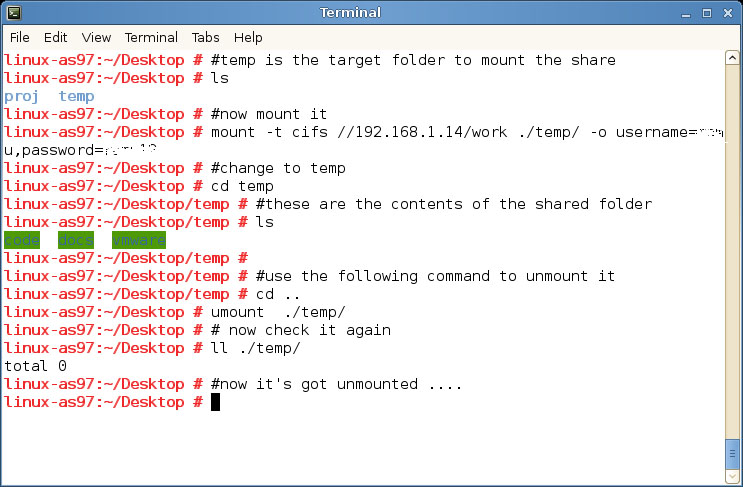 Terminal
File Edit View Terminal Tabs Help
linux-as97:~/Desktop # #temp is the target folder to mount the share
linux-as97:~/Desktop # ls
proj  temp
linux-as97:~/Desktop # #now mount it
linux-as97:~/Desktop # mount -t cifs //192.168.1.14/work ./temp/ -o username=
u,password=
linux-as97:~/Desktop # #change to temp
linux-as97:~/Desktop # cd temp
linux-as97:~/Desktop/temp # #these are the contents of the shared folder
linux-as97:~/Desktop/temp # ls
code  docs  vmware
linux-as97:~/Desktop/temp #
linux-as97:~/Desktop/temp # #use the following command to unmount it
linux-as97:~/Desktop/temp # cd ..
linux-as97:~/Desktop # umount  ./temp/
linux-as97:~/Desktop # # now check it again
linux-as97:~/Desktop # ll ./temp/
total 0
linux-as97:~/Desktop # #now it's got unmounted ....
linux-as97:~/Desktop #